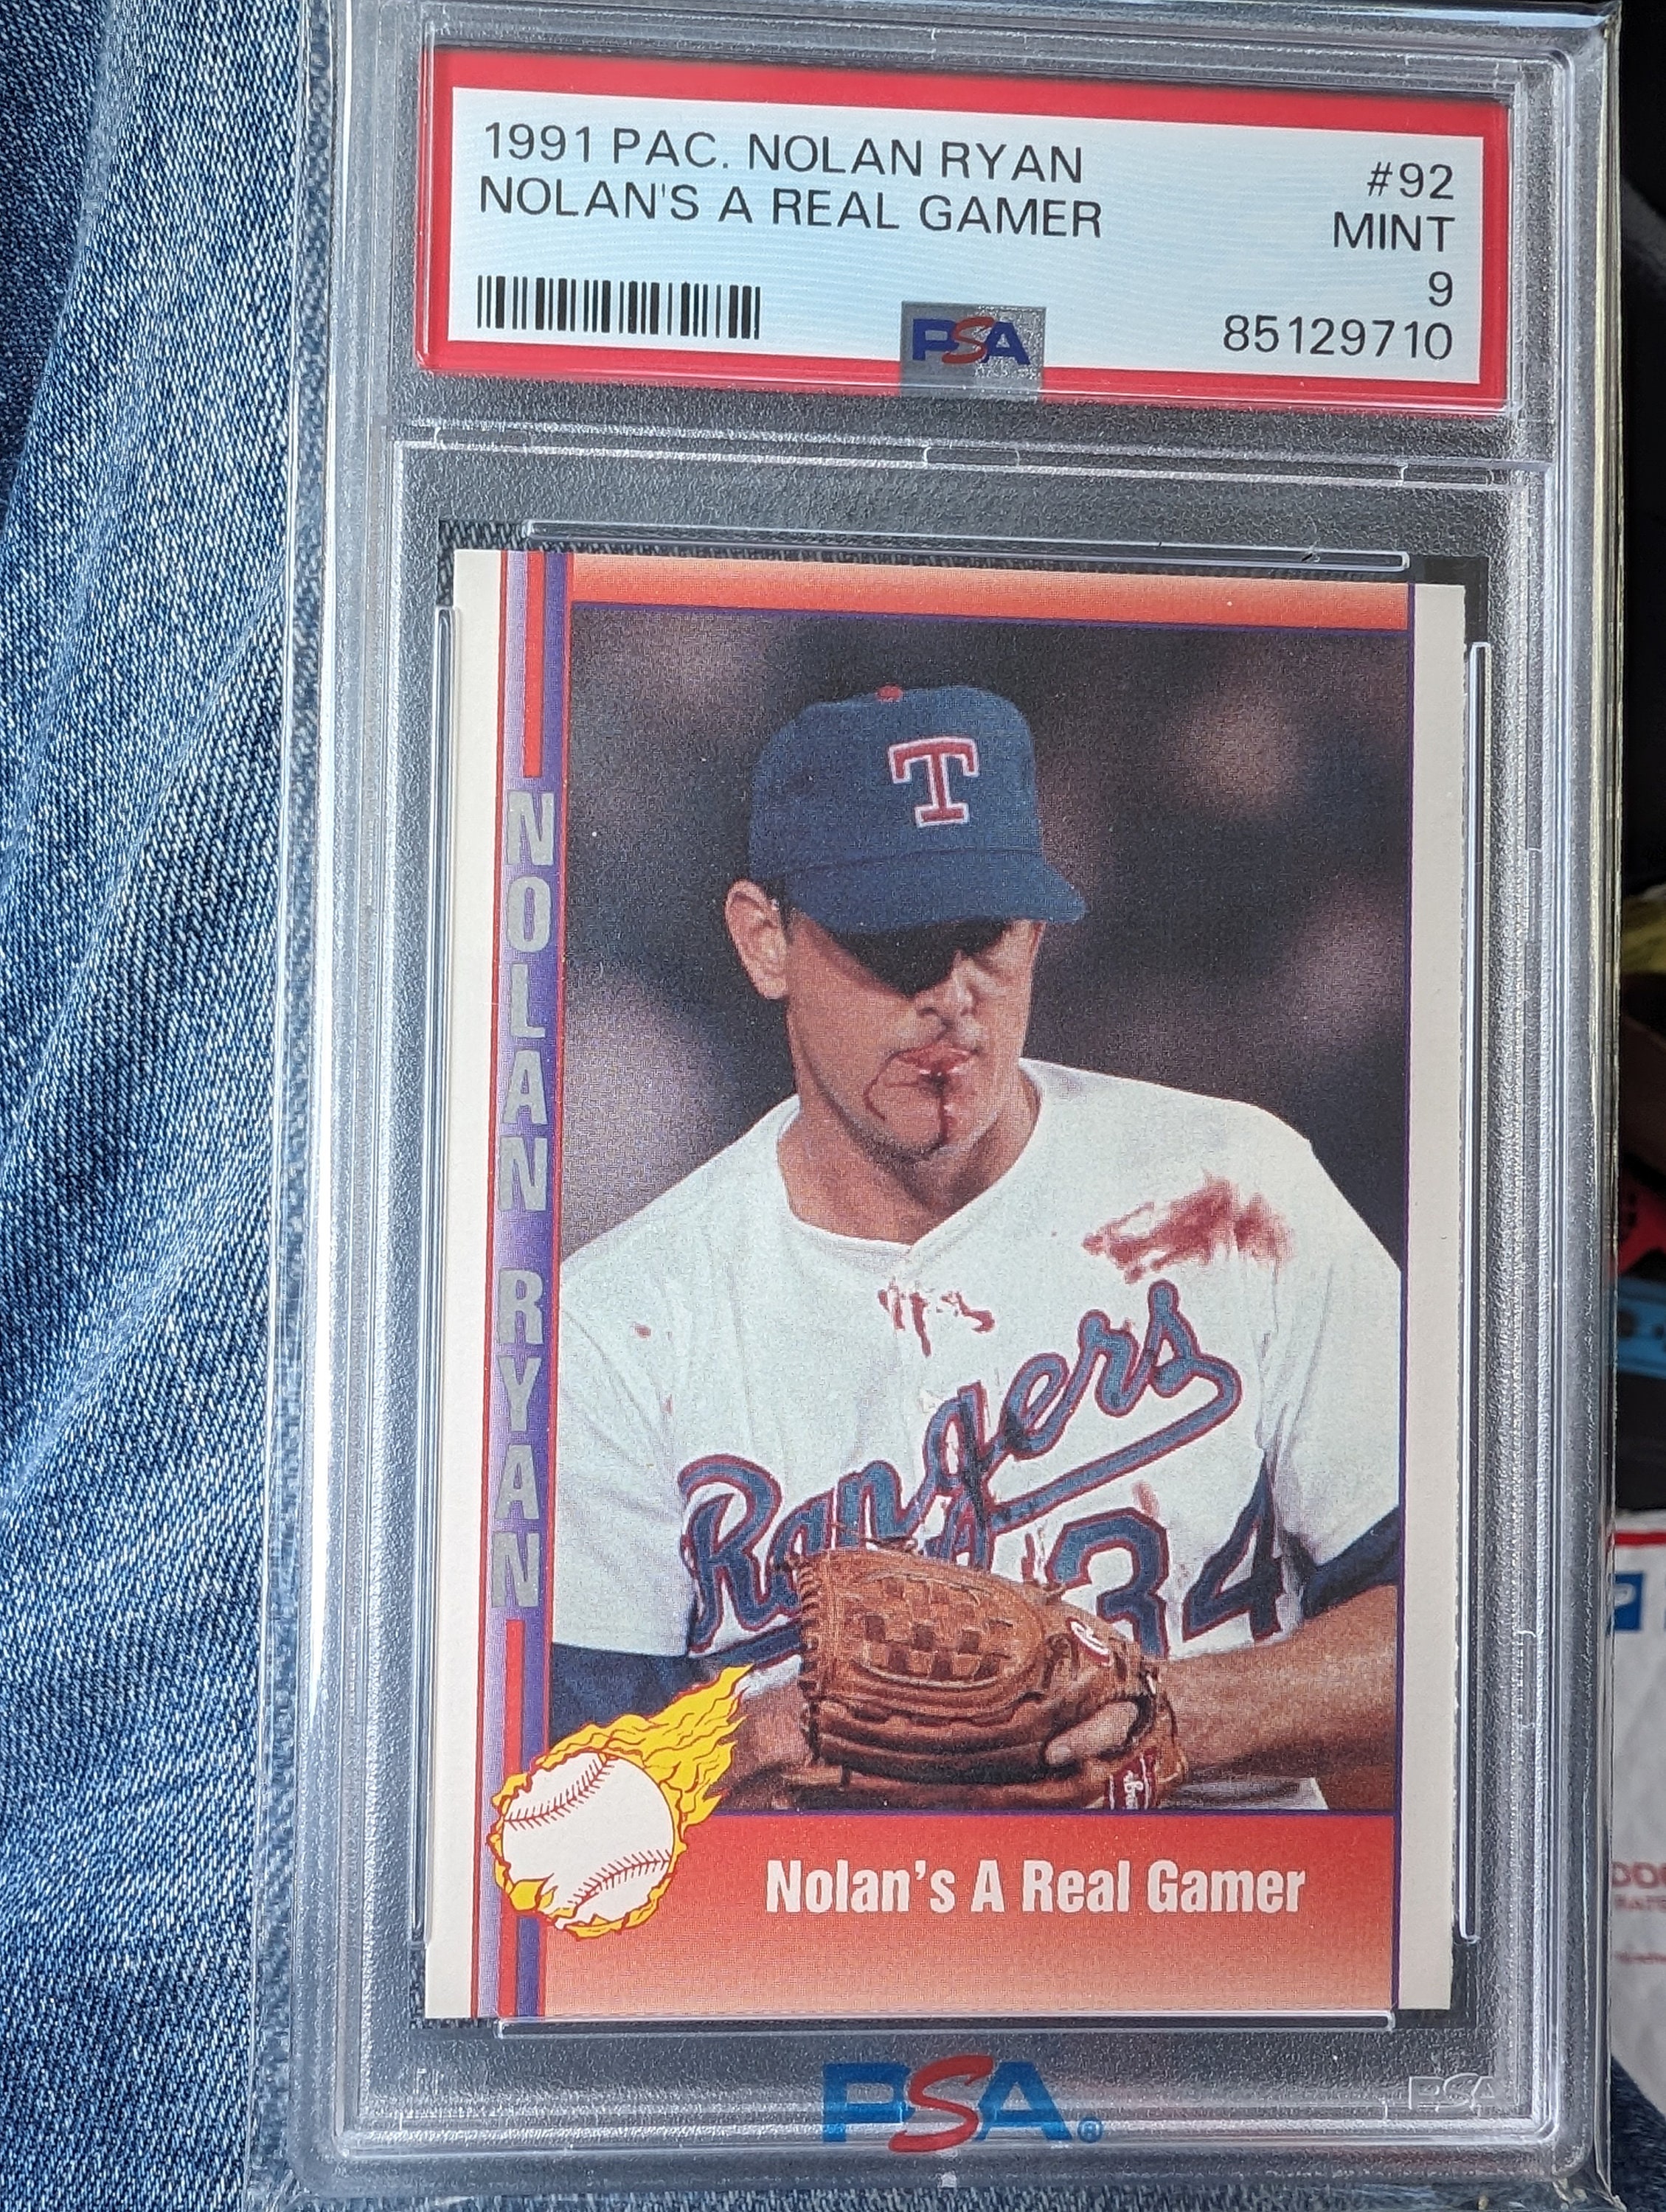 1991 PAC. NOLAN RYAN #92
NOLAN'S A REAL GAMER MINT
9
85129710
PSA
NOLAN RYAN
T
Rangers
34
Nolan's A Real Gamer
PSA®
PSA